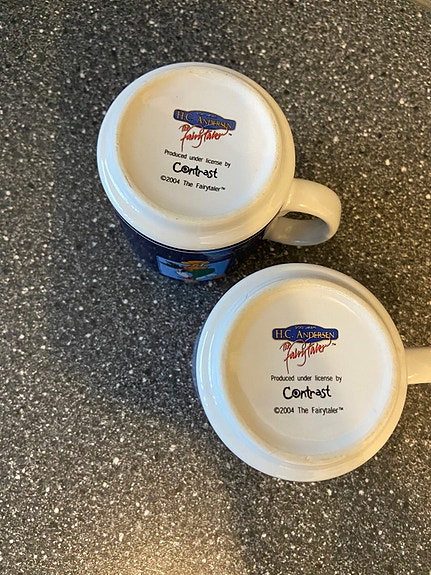 H.C. ANDERSEN
The
Fairytaler
Produced under license by
Contrast
©2004 The Fairytaler™
H.C. ANDERSEN
The
fairytaler
Produced under license by
Contrast
©2004 The Fairytaler™